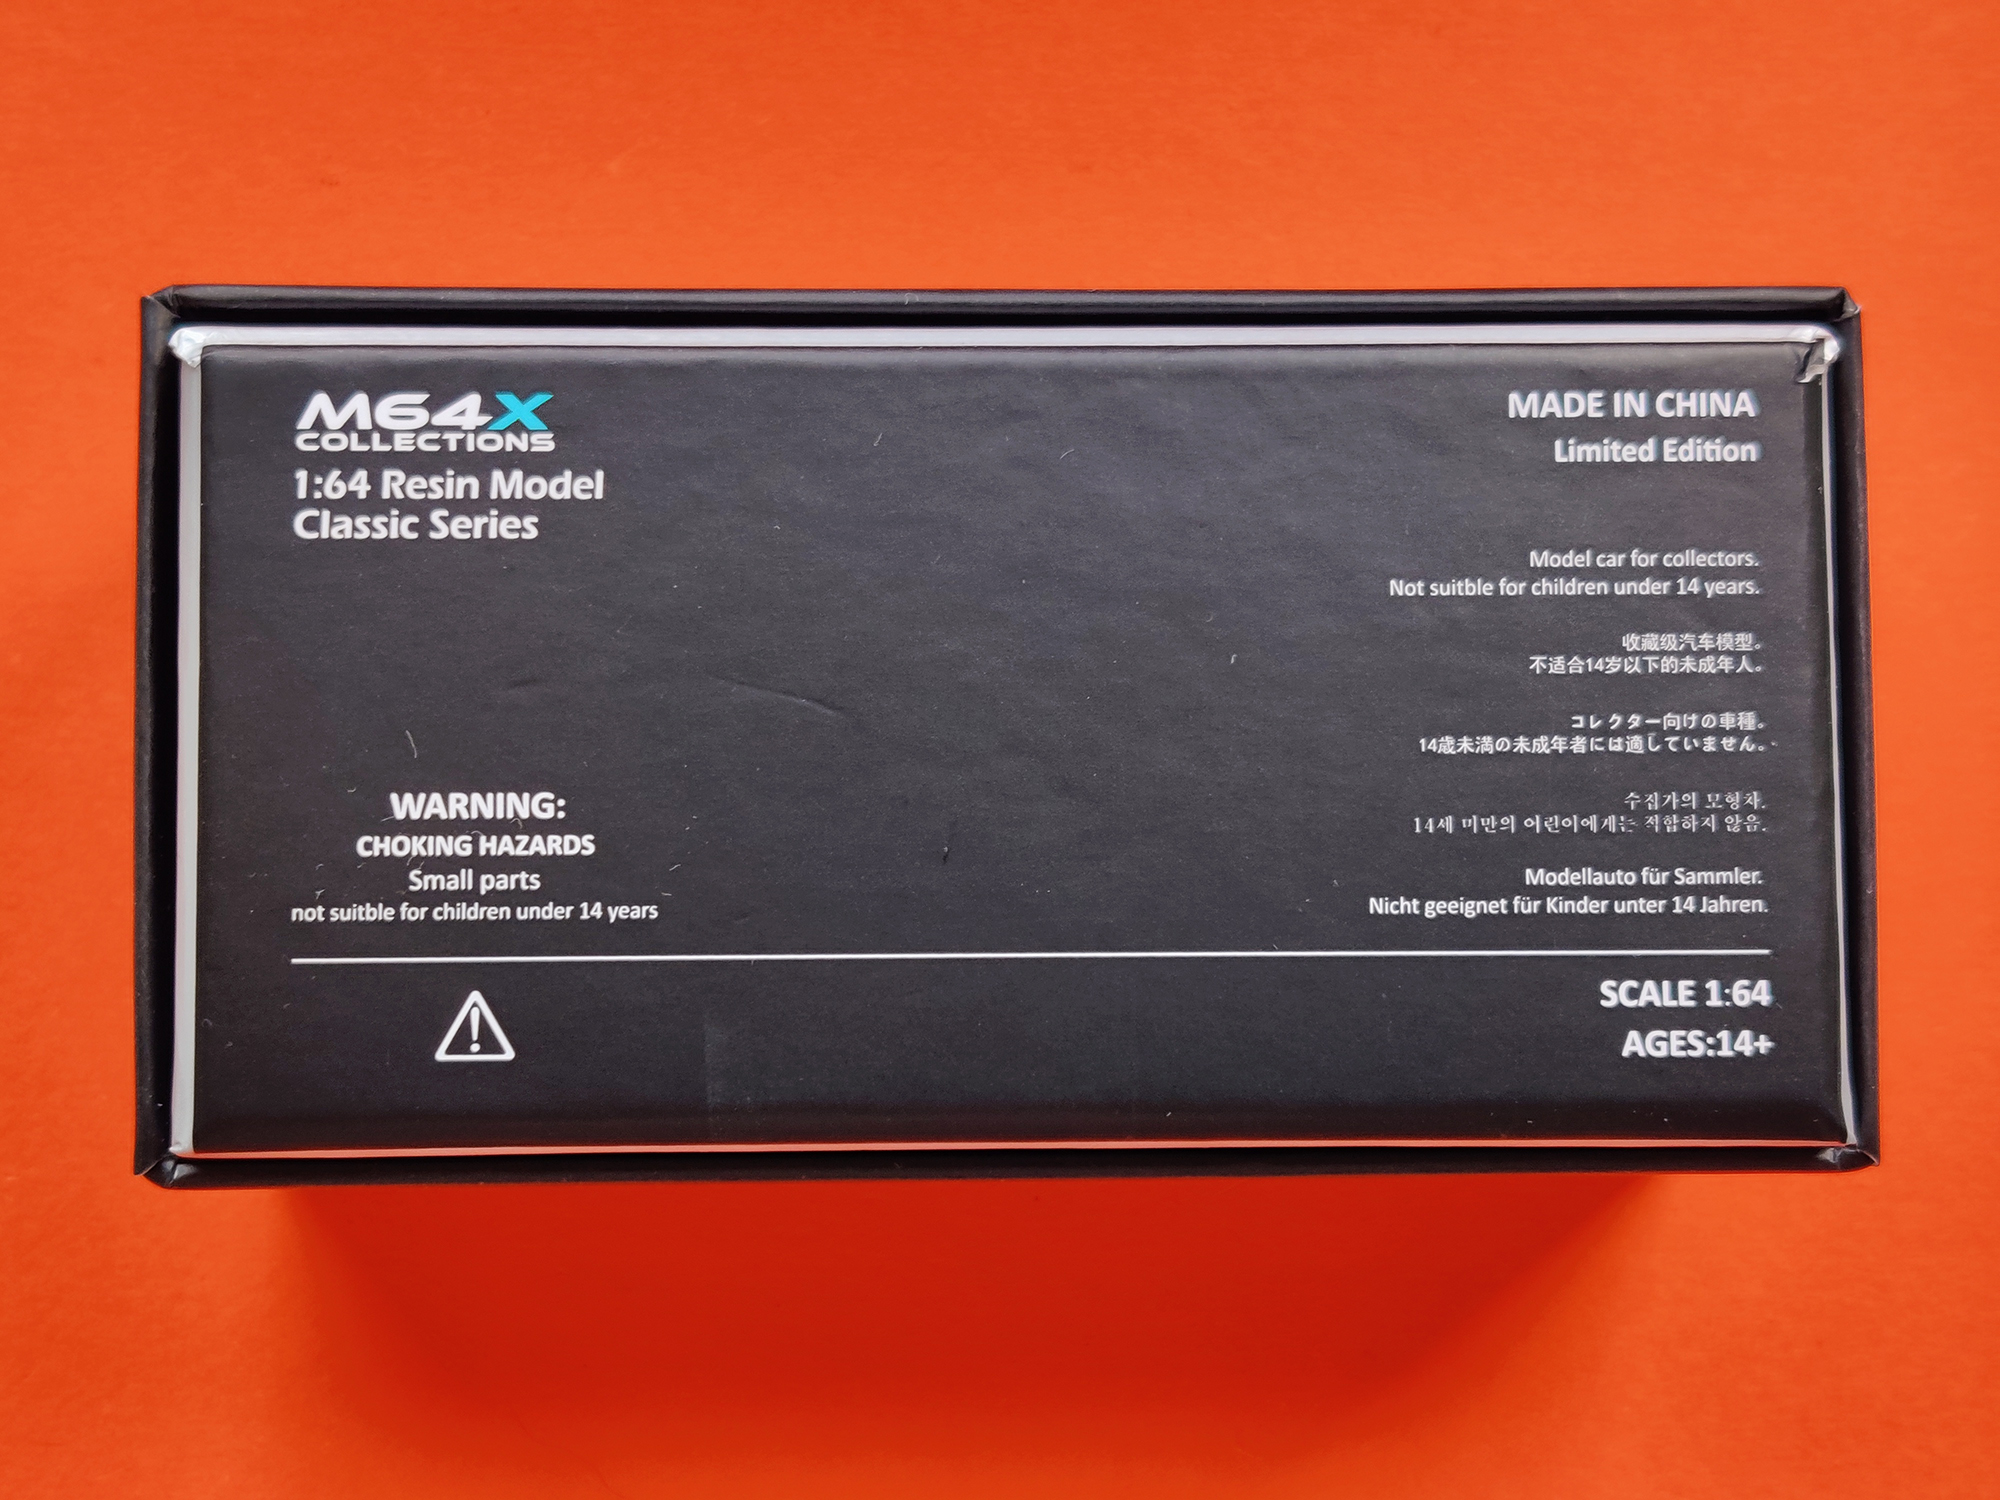 M64X
COLLECTIONS
1:64 Resin Model
Classic Series
MADE IN CHINA
Limited Edition
Model car for collectors.
Not suitble for children under 14 years.
收藏级汽车模型。
不适合14岁以下的未成年人。
コレクター向けの車種。
14歳未満の未成年者には適していません。
수집가의 모형차.
14세 미만의 어린이에게는 적합하지 않음.
Modellauto für Sammler.
Nicht geeignet für Kinder unter 14 Jahren.
WARNING:
CHOKING HAZARDS
Small parts
not suitble for children under 14 years
SCALE 1:64
AGES:14+